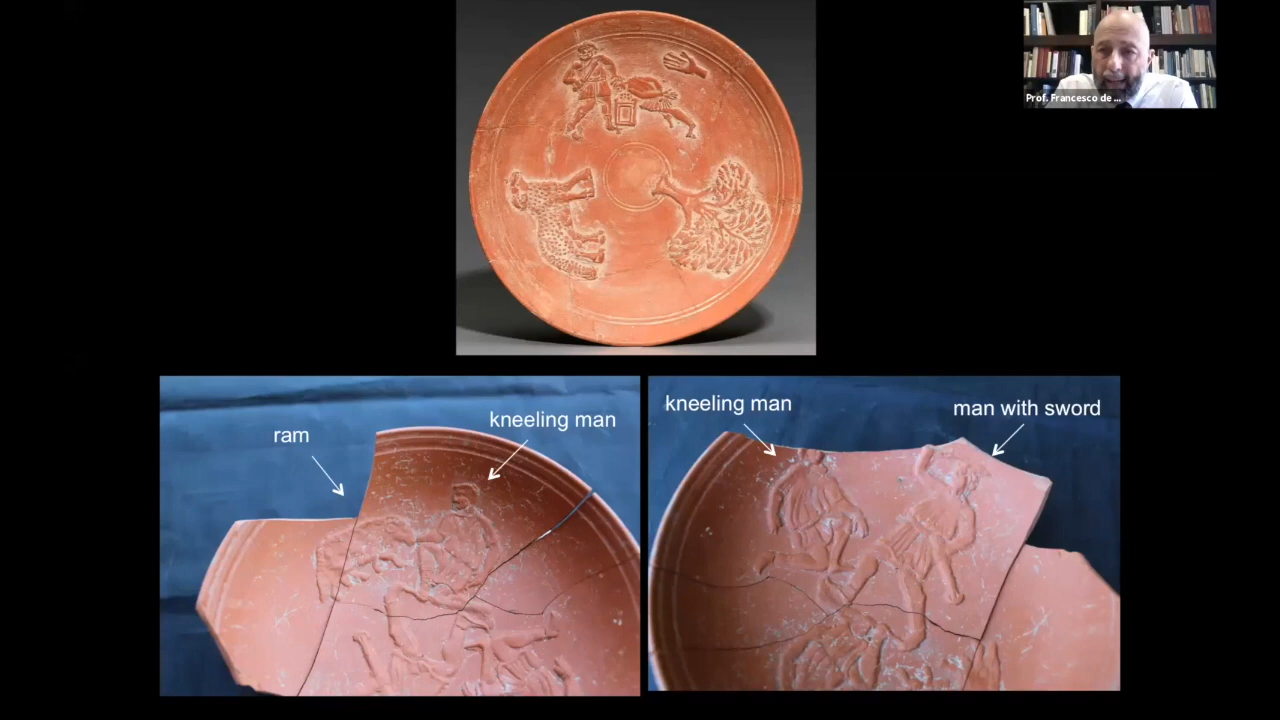 Prof. Francesco de ...
kneeling man
ram
kneeling man
man with sword